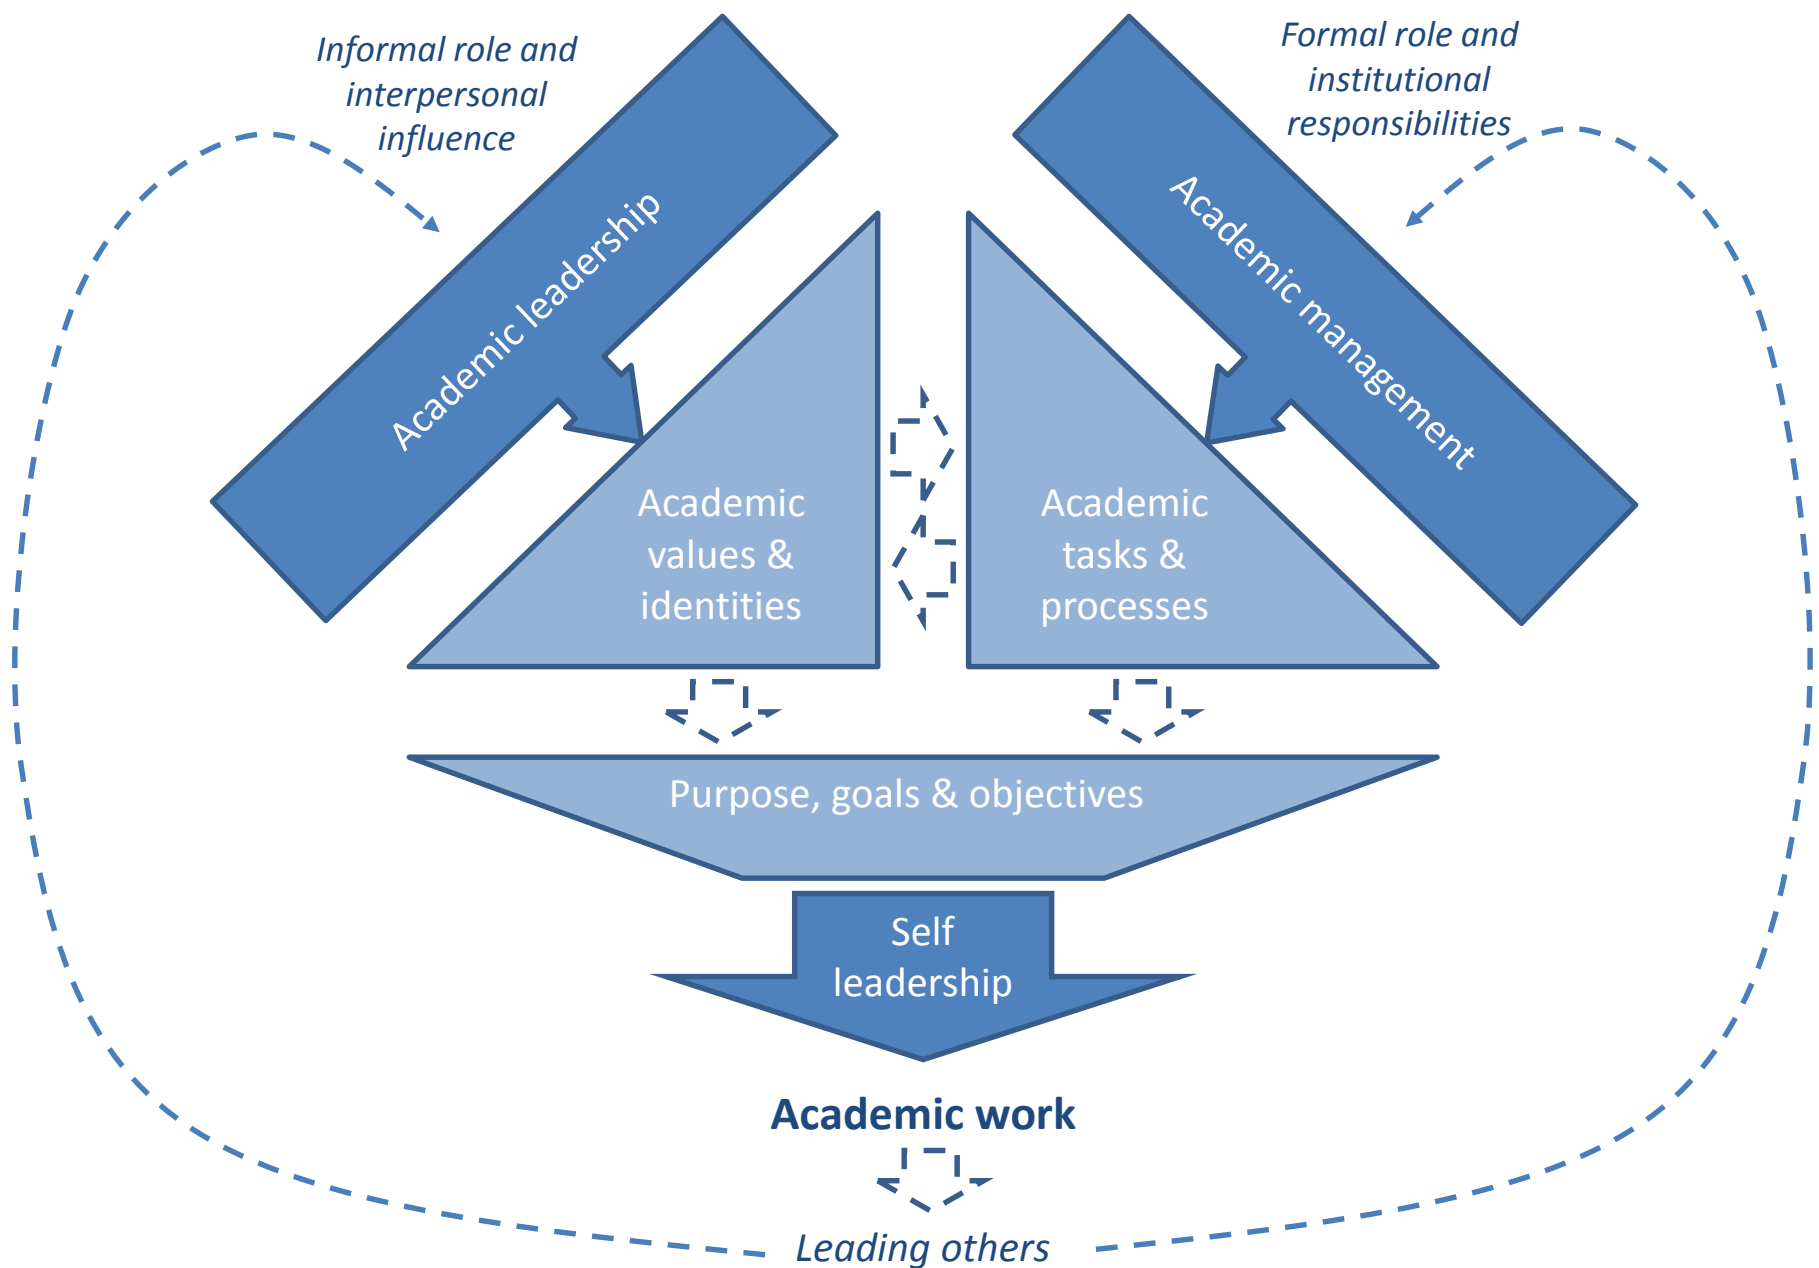 Informal role and
interpersonal
influence
Formal role and
institutional
responsibilities
Academic leadership
Academic management
Academic
values &
identities
Academic
tasks &
processes
Purpose, goals & objectives
Self
leadership
Academic work
Leading others